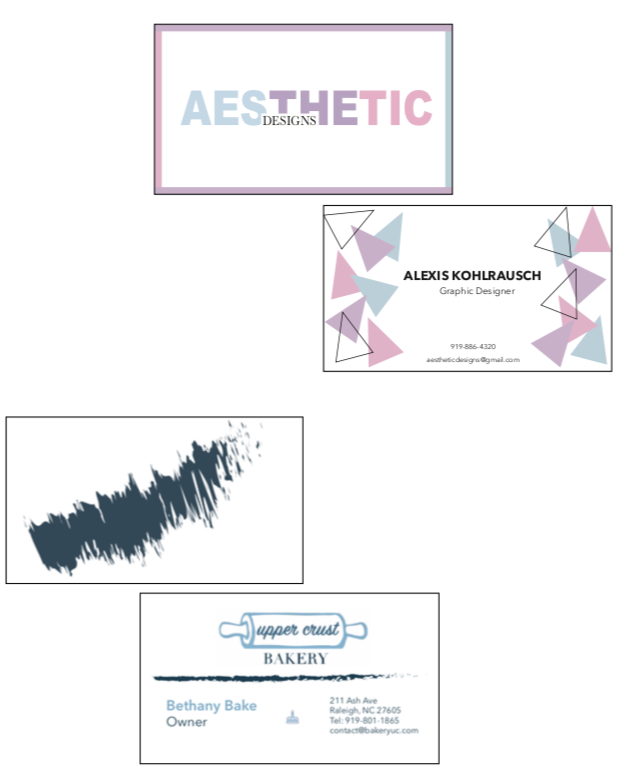 AESTHETIC
DESIGNS
ALEXIS KOHLRAUSCH
Graphic Designer
919-886-4320
aestheticdesigns@gmail.com
upper crust
BAKERY
Bethany Bake
Owner
211 Ash Ave
Raleigh, NC 27605
Tel: 919-801-1865
contact@bakeryuc.com